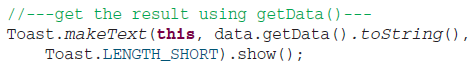 //---get the result using getData()---
Toast.makeText(this, data.getData().toString(),
Toast.LENGTH_SHORT).show();